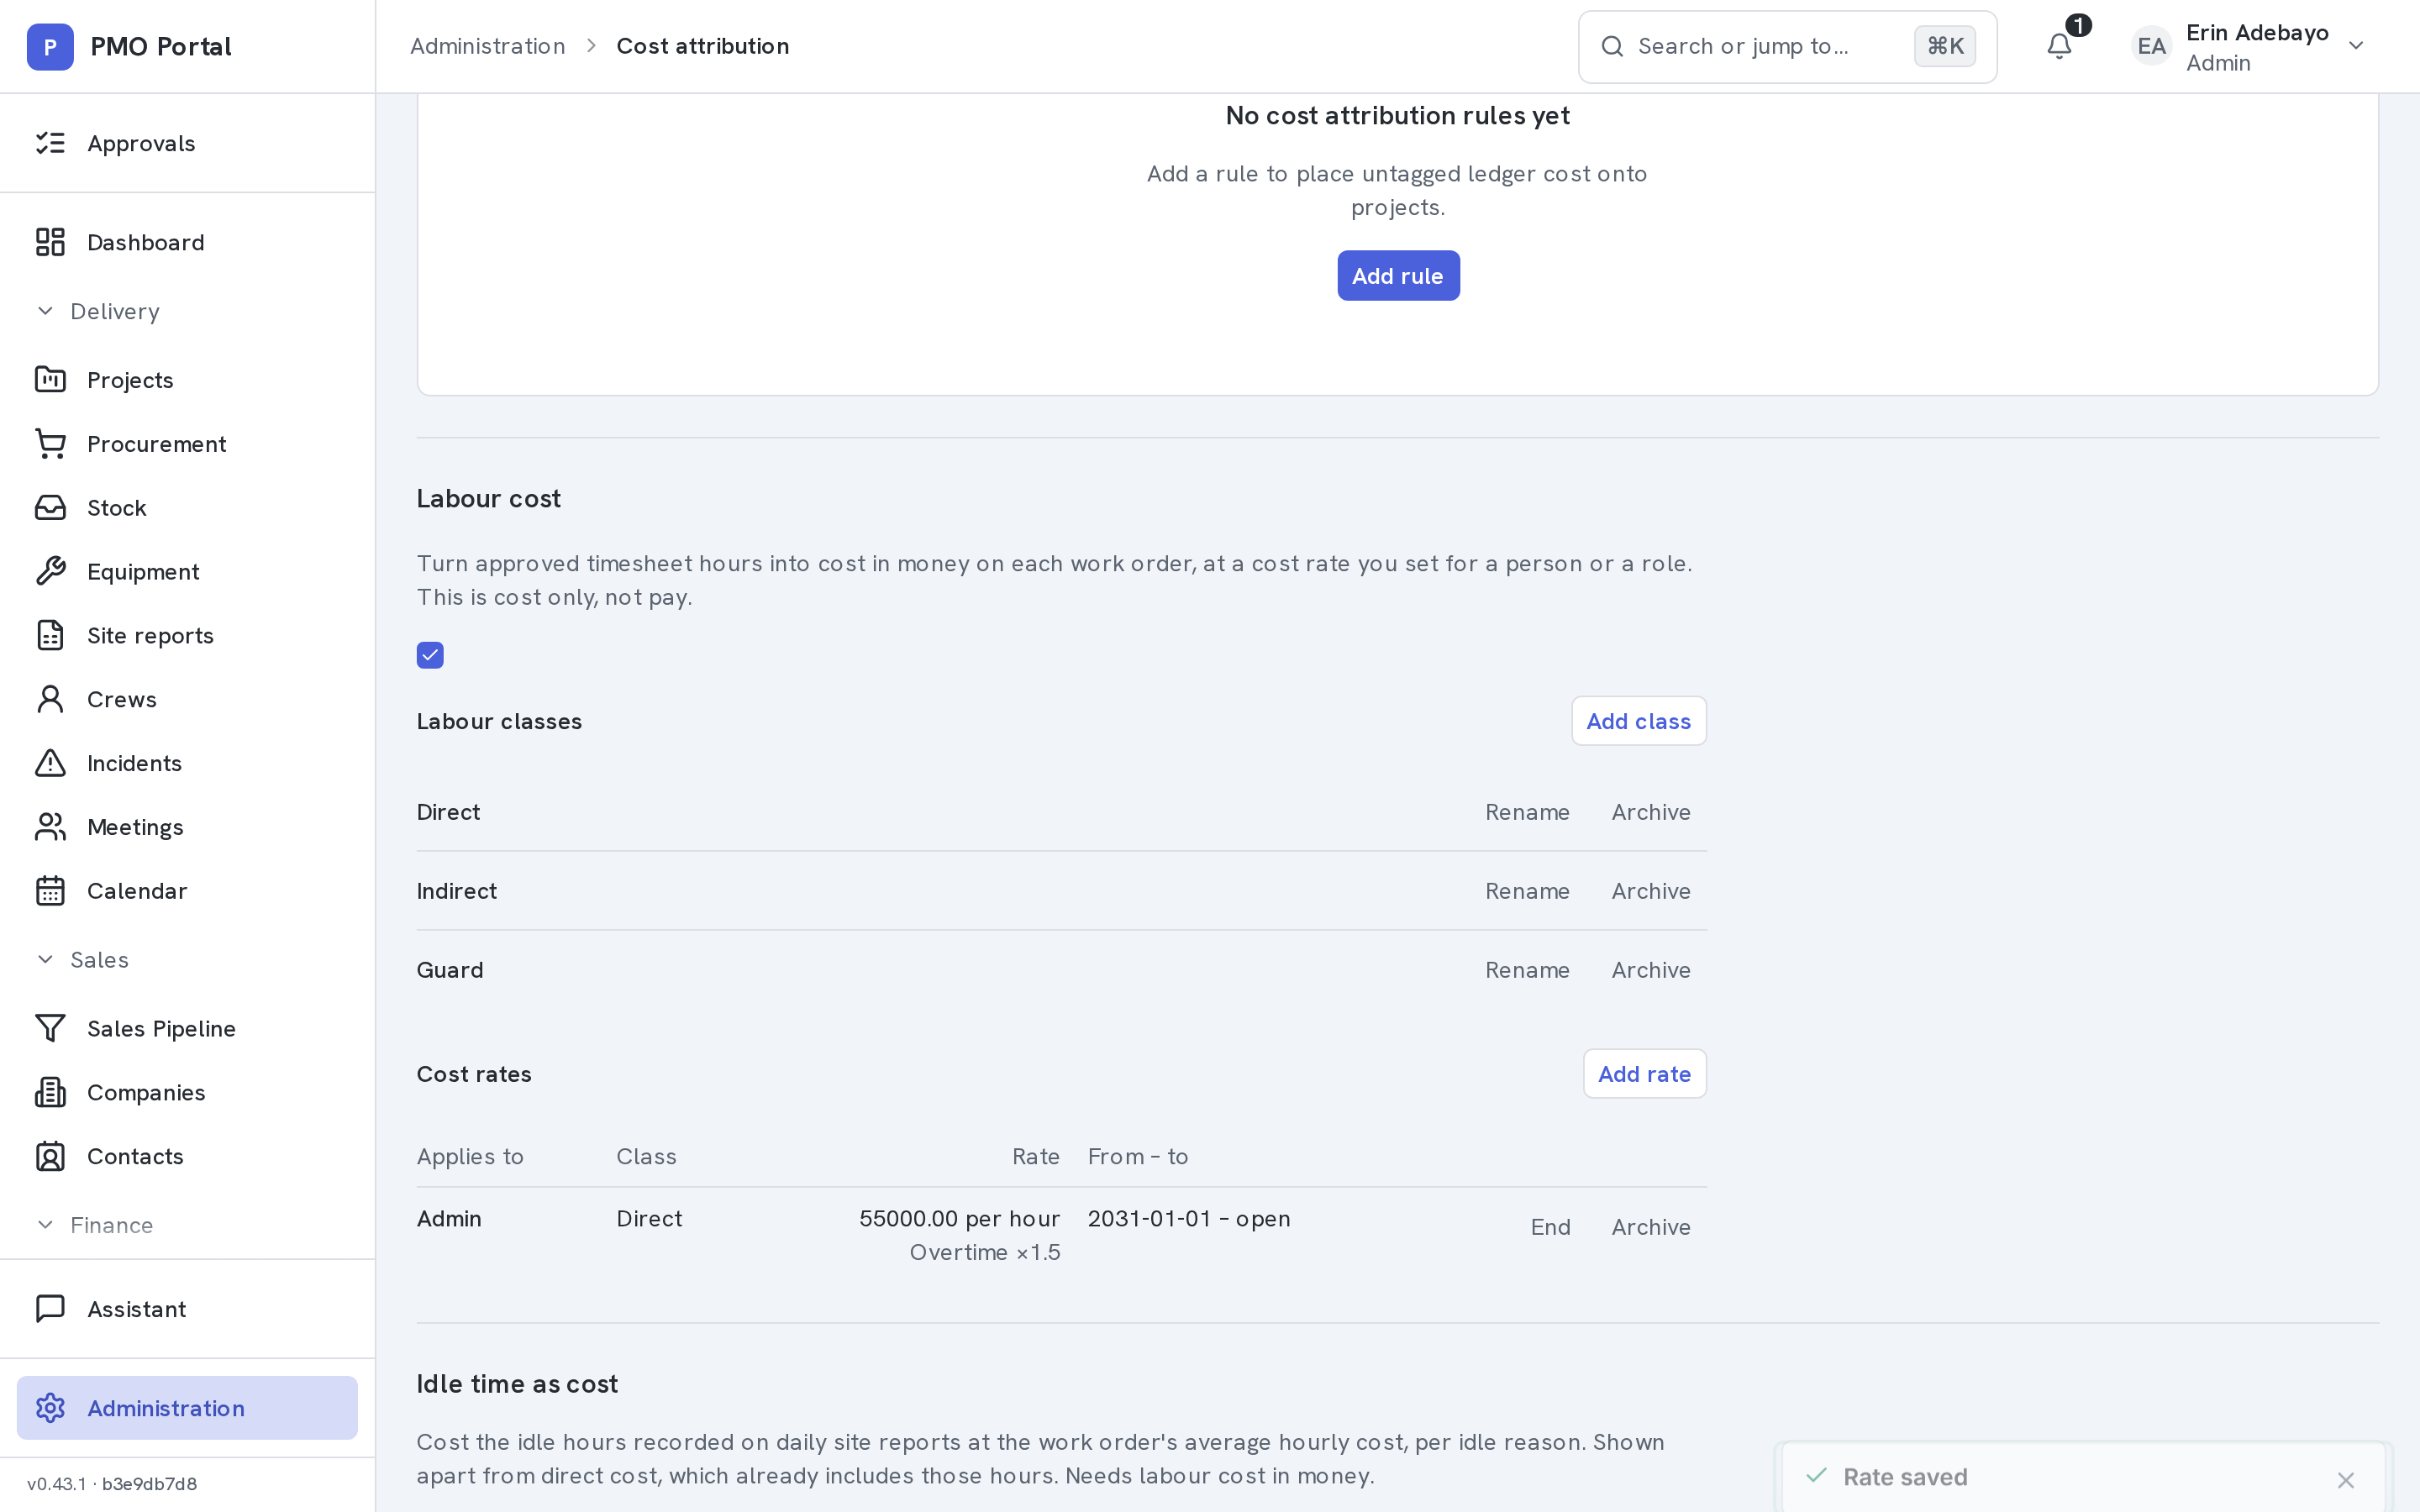 P
PMO Portal
Administration
Cost attribution
Search or jump to...
⌘K
1
EA
Erin Adebayo
Admin
Approvals
Dashboard
Delivery
Projects
Procurement
Stock
Equipment
Site reports
Crews
Incidents
Meetings
Calendar
Sales
Sales Pipeline
Companies
Contacts
Finance
Assistant
Administration
v0.43.1 · b3e9db7d8
No cost attribution rules yet
Add a rule to place untagged ledger cost onto
projects.
Add rule
Labour cost
Turn approved timesheet hours into cost in money on each work order, at a cost rate you set for a person or a role.
This is cost only, not pay.
Labour classes
Add class
Direct Rename Archive
Indirect Rename Archive
Guard Rename Archive
Cost rates
Add rate
Applies to Class Rate From – to
Admin Direct 55000.00 per hour 2031-01-01 – open End Archive
Overtime ×1.5
Idle time as cost
Cost the idle hours recorded on daily site reports at the work order's average hourly cost, per idle reason. Shown
apart from direct cost, which already includes those hours. Needs labour cost in money.
Rate saved